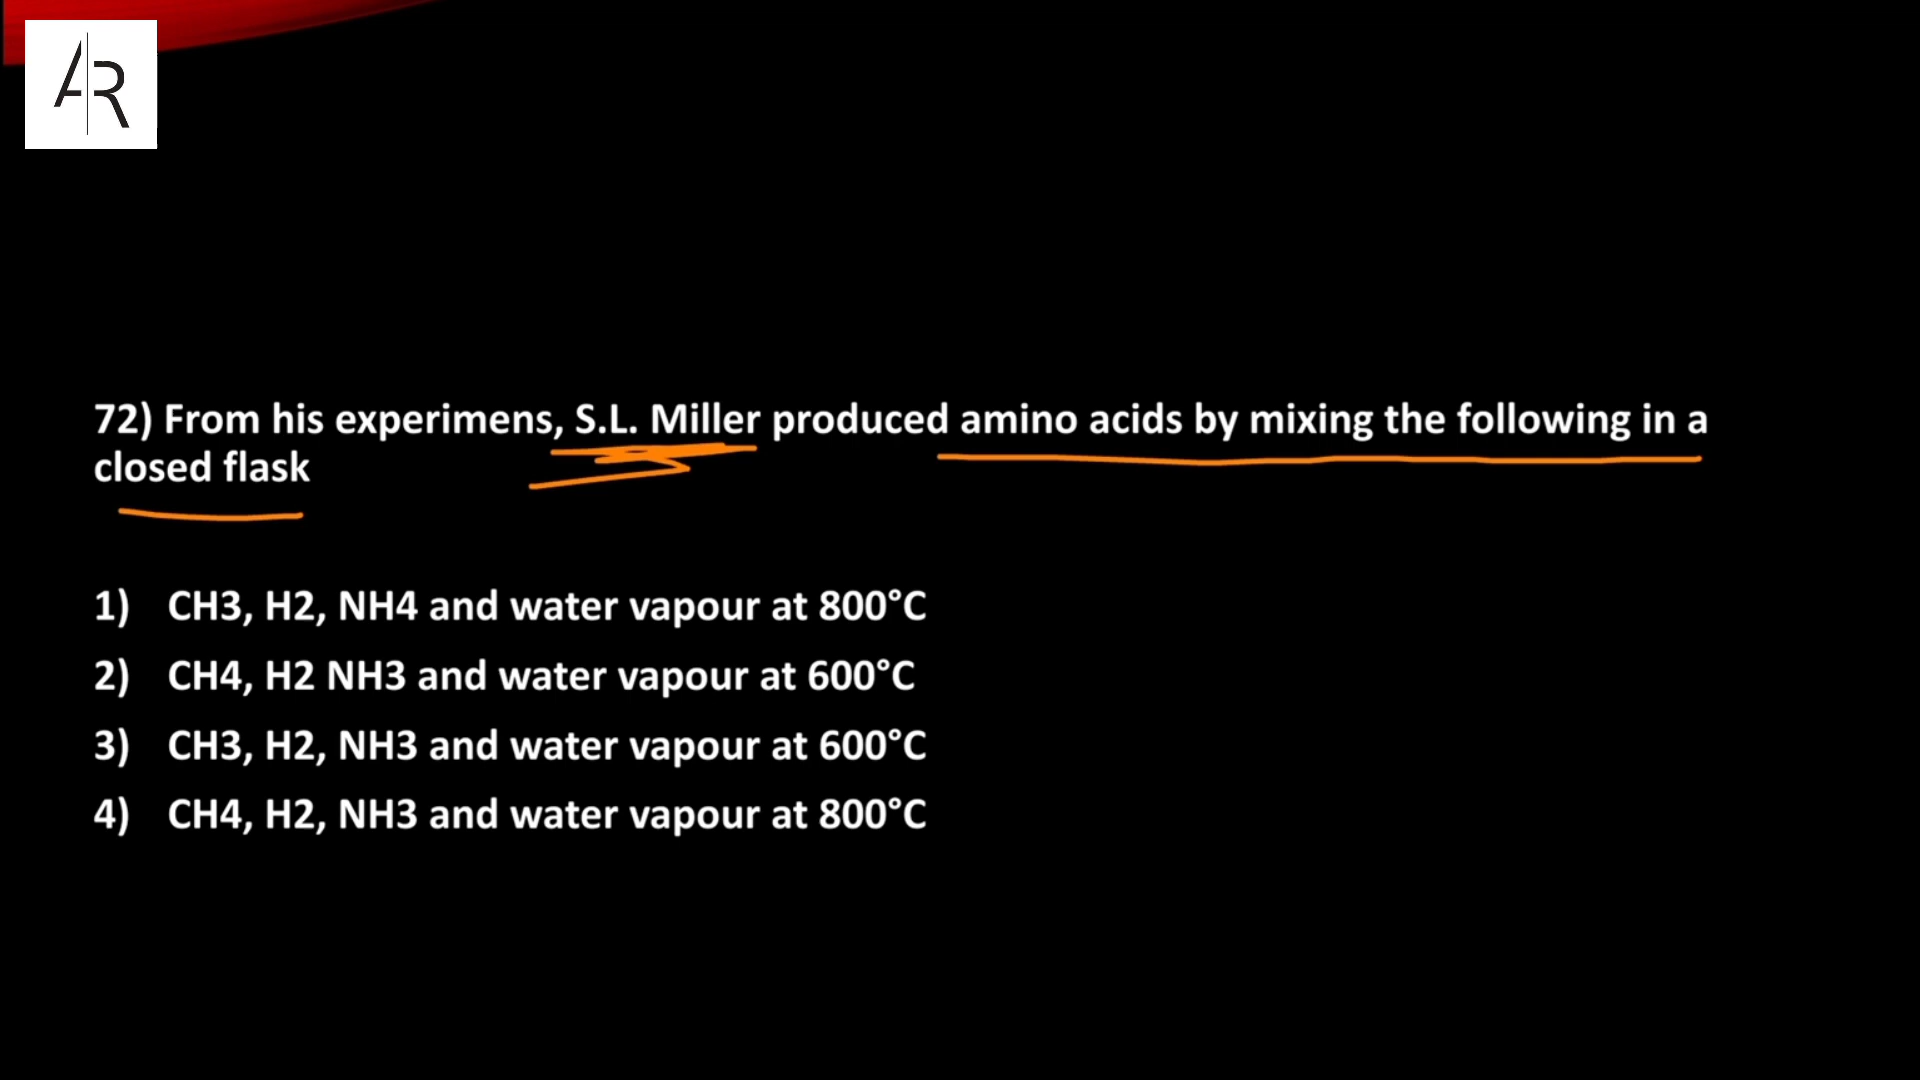 AR
72) From his experimens, S.L. Miller produced amino acids by mixing the following in a
closed flask
1) CH3, H2, NH4 and water vapour at 800°C
2) CH4, H2 NH3 and water vapour at 600°C
3) CH3, H2, NH3 and water vapour at 600°C
4) CH4, H2, NH3 and water vapour at 800°C